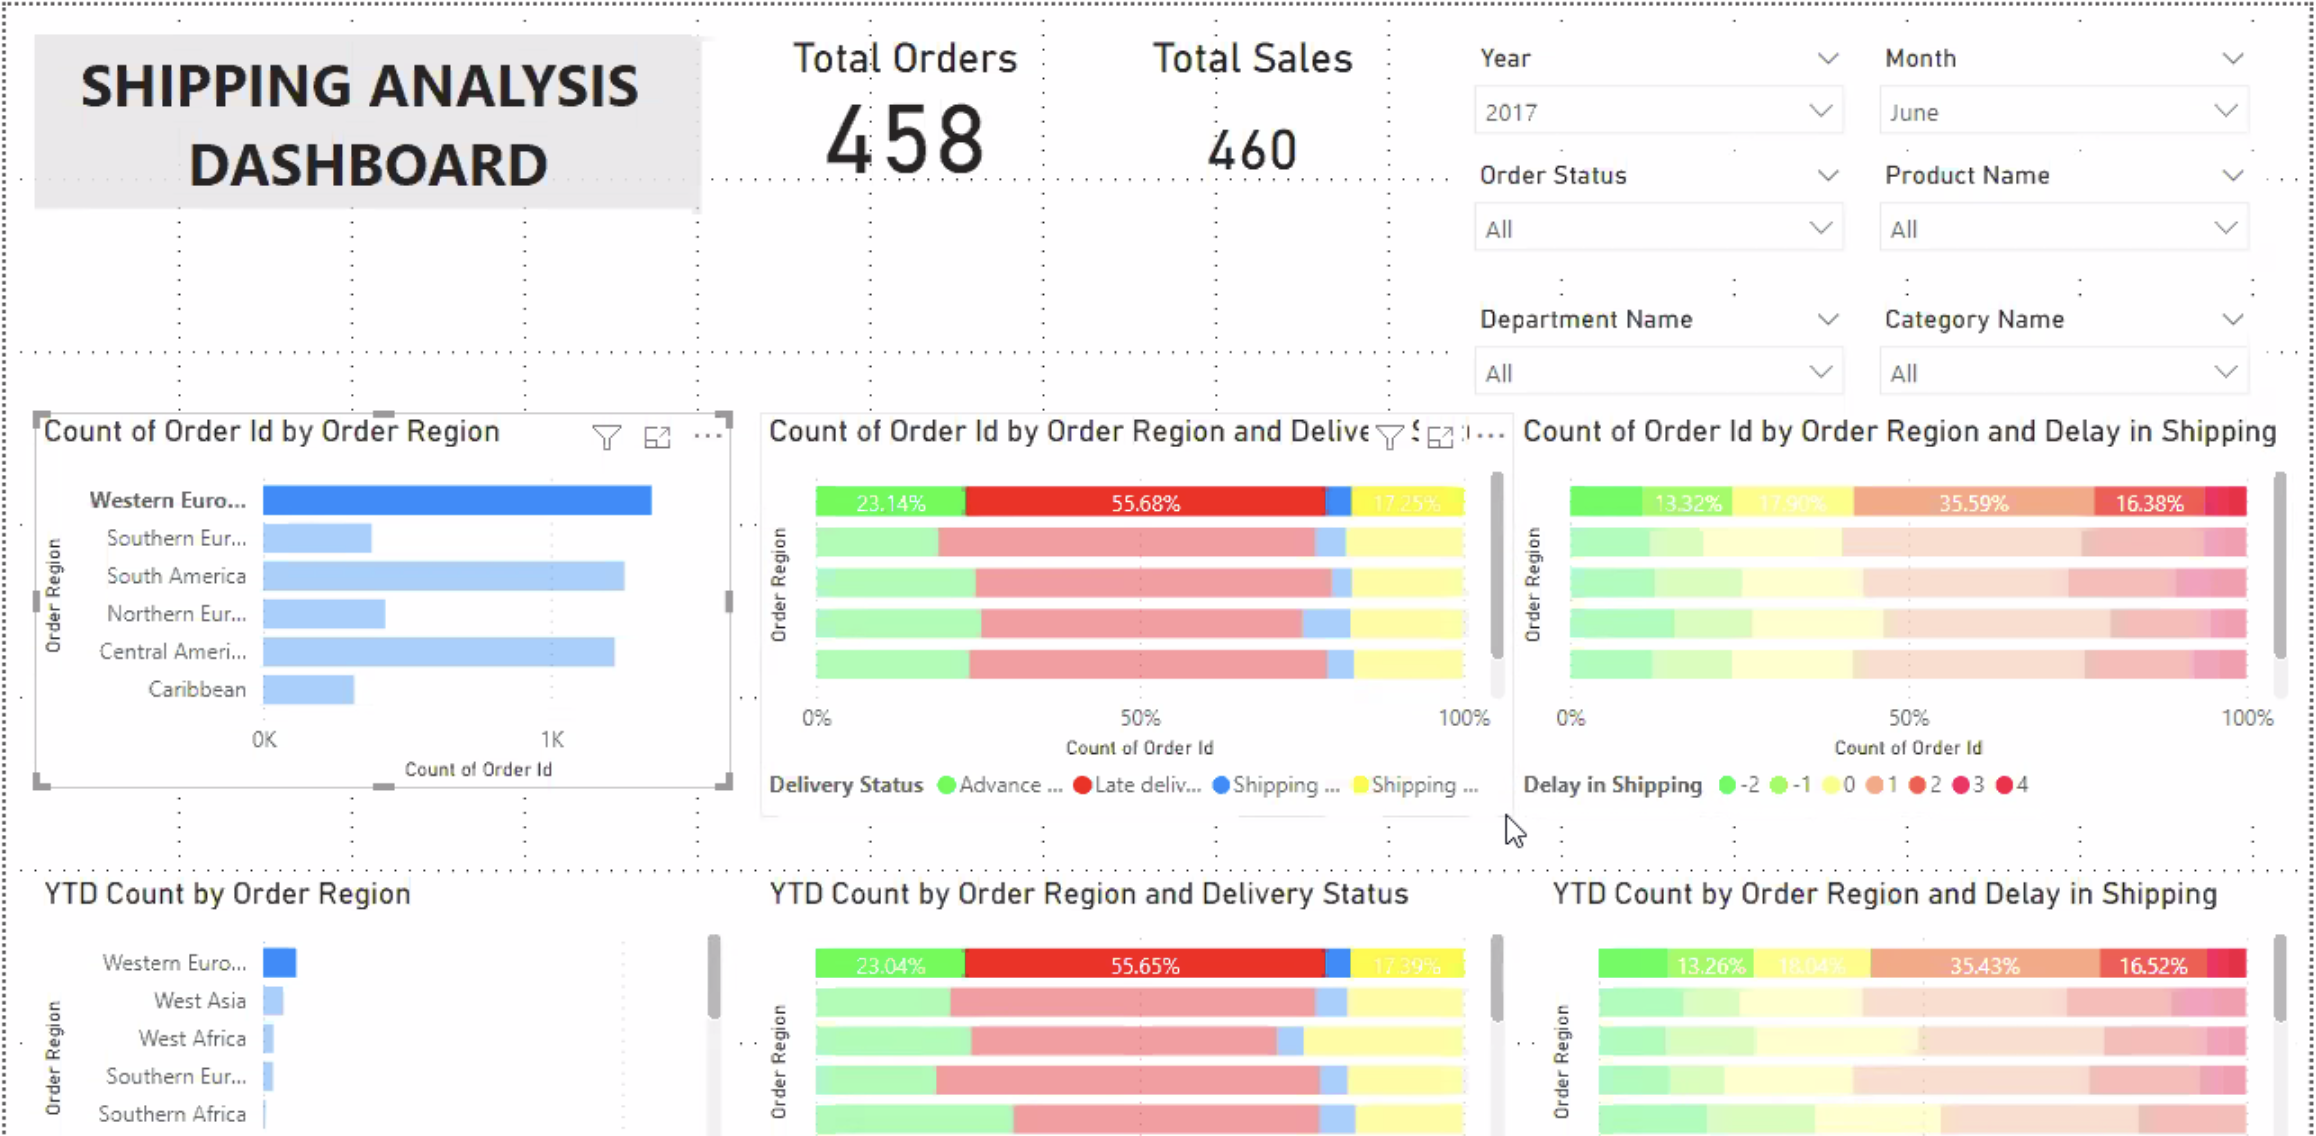 SHIPPING ANALYSIS
DASHBOARD
Total Orders
458
Total Sales
460
Year
2017
Month
June
Order Status
All
Product Name
All
Department Name
All
Category Name
All
Count of Order Id by Order Region
Order Region
Western Euro...
Southern Eur...
South America
Northern Eur...
Central Ameri...
Caribbean
0K 1K
Count of Order Id
Count of Order Id by Order Region and Delive
Order Region
23.14% 55.68% 17.25%
0% 50% 100%
Count of Order Id
Delivery Status Advance ... Late deliv... Shipping ... Shipping ...
Count of Order Id by Order Region and Delay in Shipping
Order Region
13.32% 17.90% 35.59% 16.38%
0% 50% 100%
Count of Order Id
Delay in Shipping -2 -1 0 1 2 3 4
YTD Count by Order Region
Order Region
Western Euro...
West Asia
West Africa
Southern Eur...
Southern Africa
YTD Count by Order Region and Delivery Status
Order Region
23.04% 55.65% 17.39%
YTD Count by Order Region and Delay in Shipping
Order Region
13.26% 18.04% 35.43% 16.52%